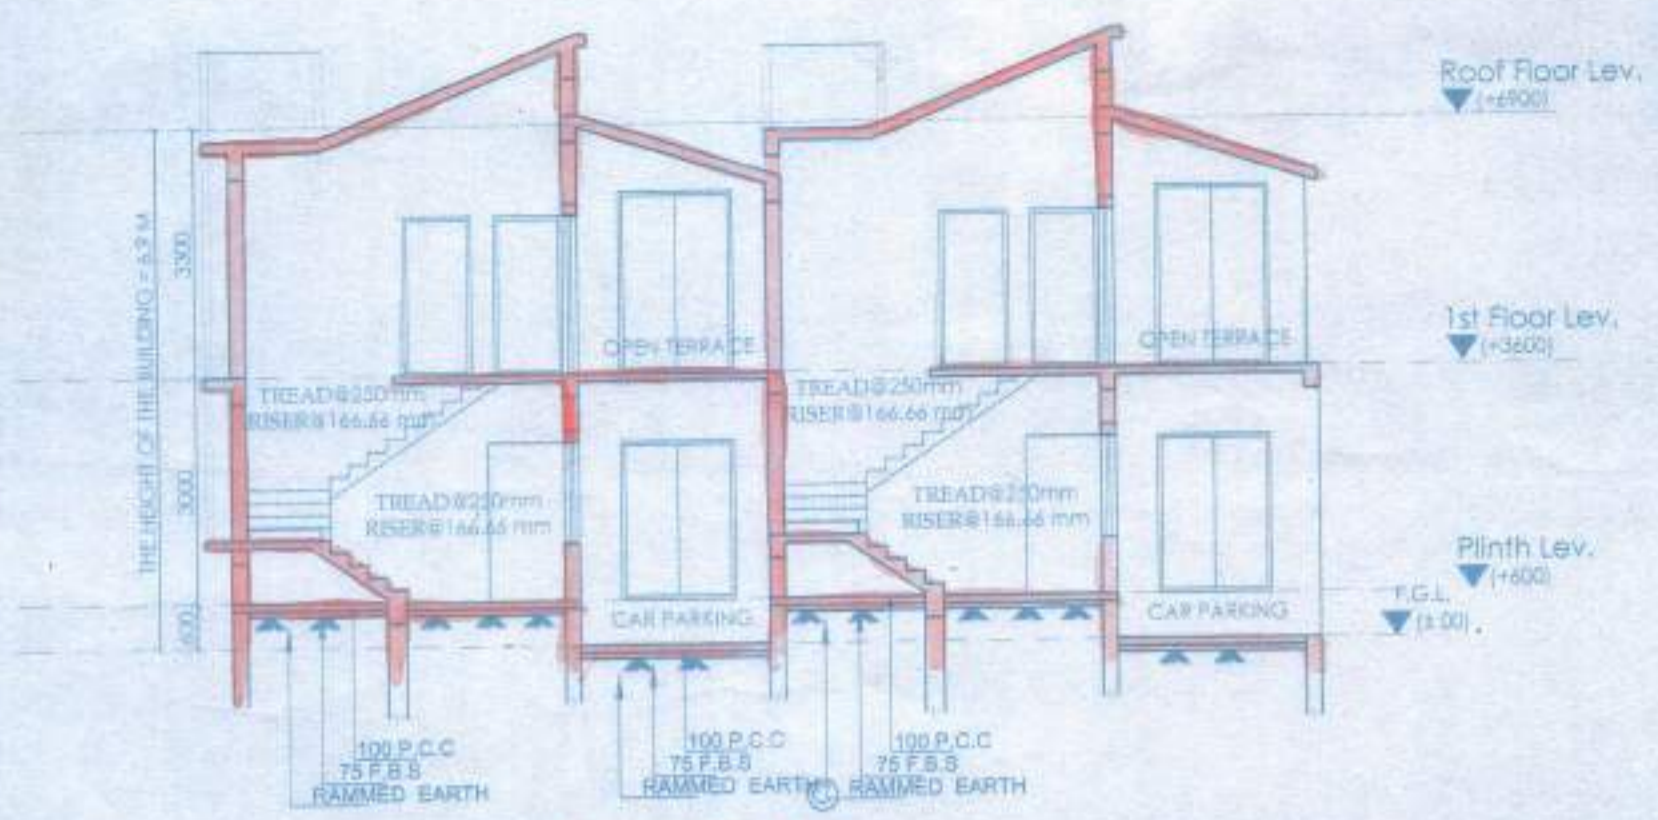 Roof Floor Lev.
(+6900)
THE HEIGHT OF THE BUILDING = 6.9 M
3300
OPEN TERRACE
OPEN TERRACE
1st Floor Lev.
(+3600)
TREAD@250mm
RISER@166.66 mm
TREAD@250mm
RISER@166.66 mm
3000
TREAD@250mm
RISER@166.66 mm
TREAD@250mm
RISER@166.66 mm
Plinth Lev.
(+600)
600
CAR PARKING
CAR PARKING
F.G.L.
(±00)
100 P.C.C
75 F.B.S
RAMMED EARTH
100 P.C.C
75 F.B.S
RAMMED EARTH
100 P.C.C
75 F.B.S
RAMMED EARTH